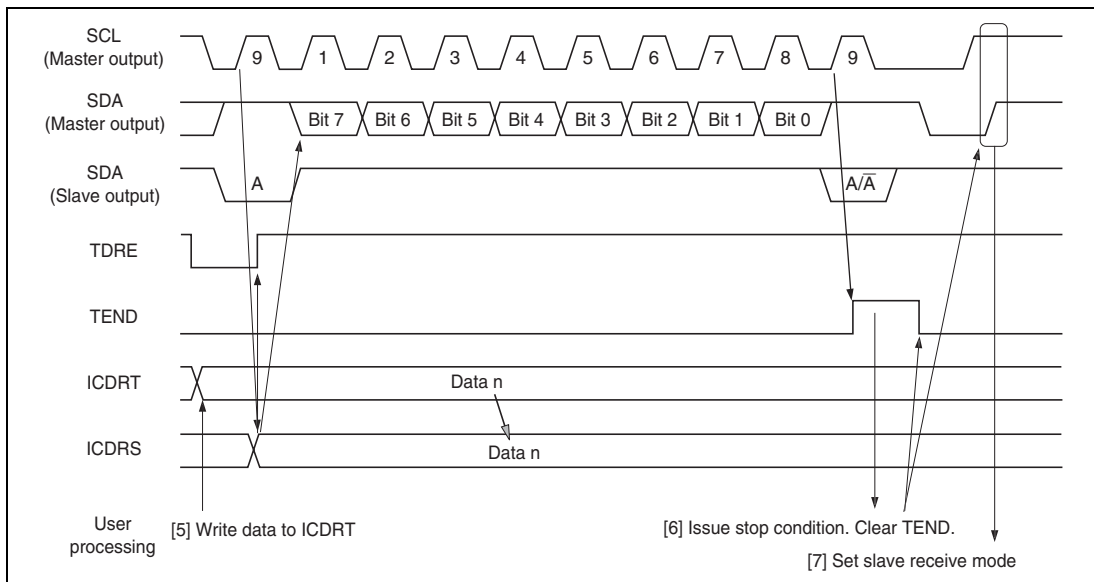 SCL
(Master output)
9 1 2 3 4 5 6 7 8 9
SDA
(Master output)
Bit 7 Bit 6 Bit 5 Bit 4 Bit 3 Bit 2 Bit 1 Bit 0
SDA
(Slave output)
A A/A̅
TDRE
TEND
ICDRT
Data n
ICDRS
Data n
User
processing
[5] Write data to ICDRT
[6] Issue stop condition. Clear TEND.
[7] Set slave receive mode